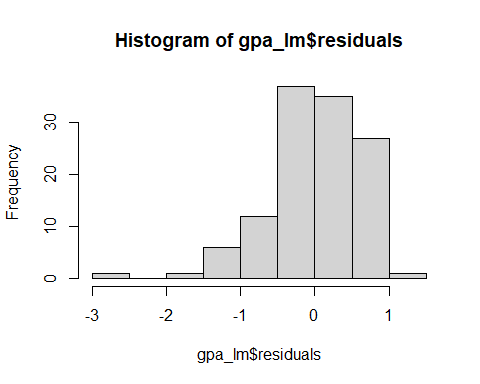 Histogram of gpa_lm$residuals
Frequency
30
20
10
0
-3 -2 -1 0 1
gpa_lm$residuals